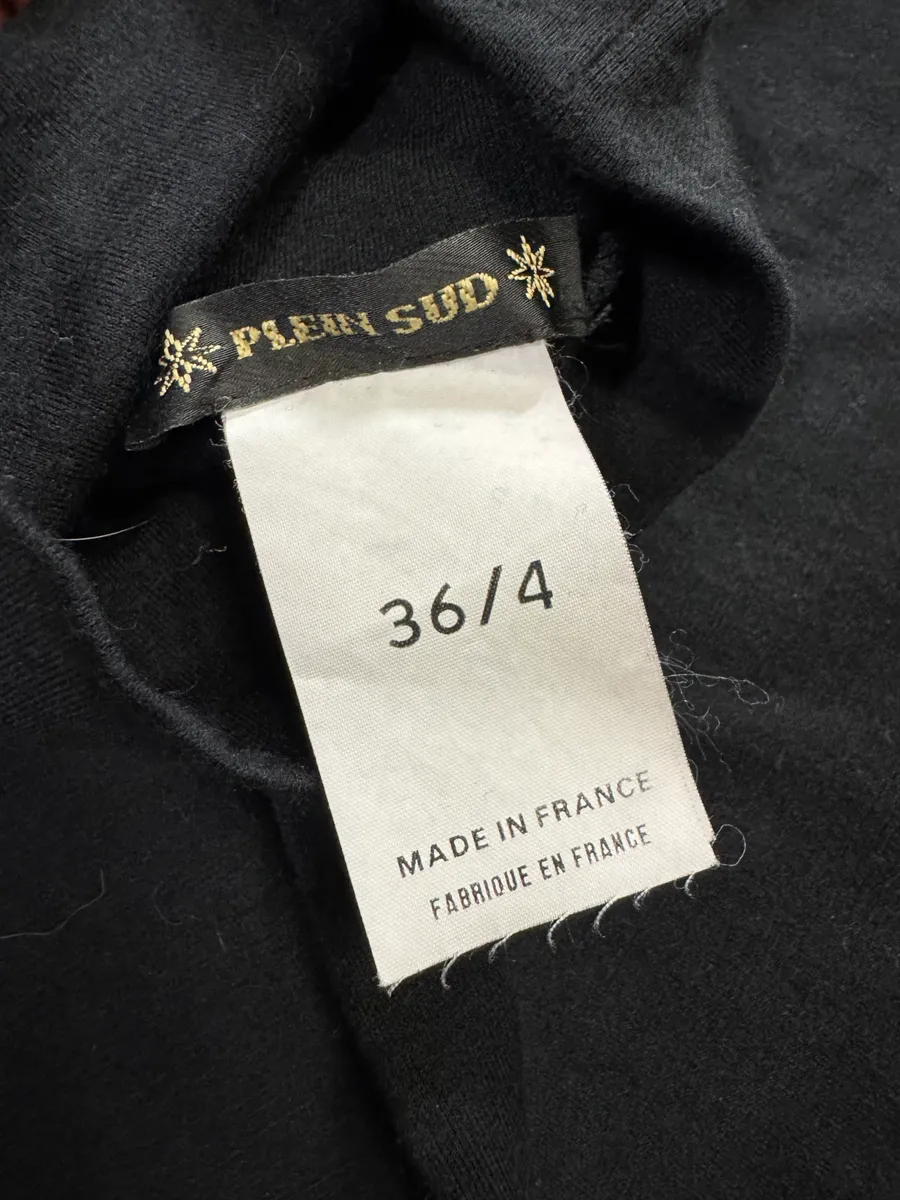 PLEIN SUD
36/4
MADE IN FRANCE
FABRIQUE EN FRANCE